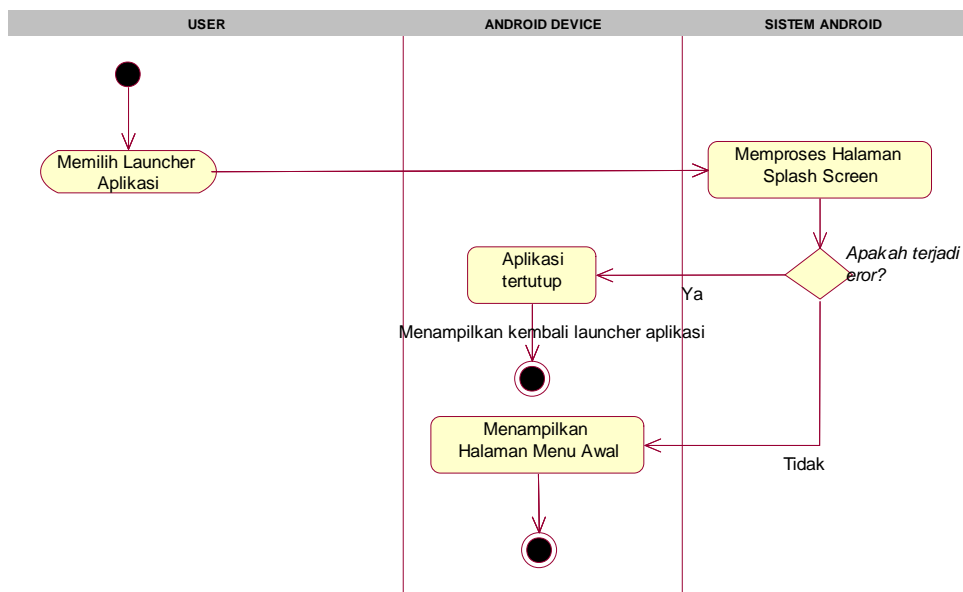 USER
ANDROID DEVICE
SISTEM ANDROID
Memilih Launcher
Aplikasi
Memproses Halaman
Splash Screen
Apakah terjadi
eror?
Aplikasi
tertutup
Ya
Menampilkan kembali launcher aplikasi
Menampilkan
Halaman Menu Awal
Tidak